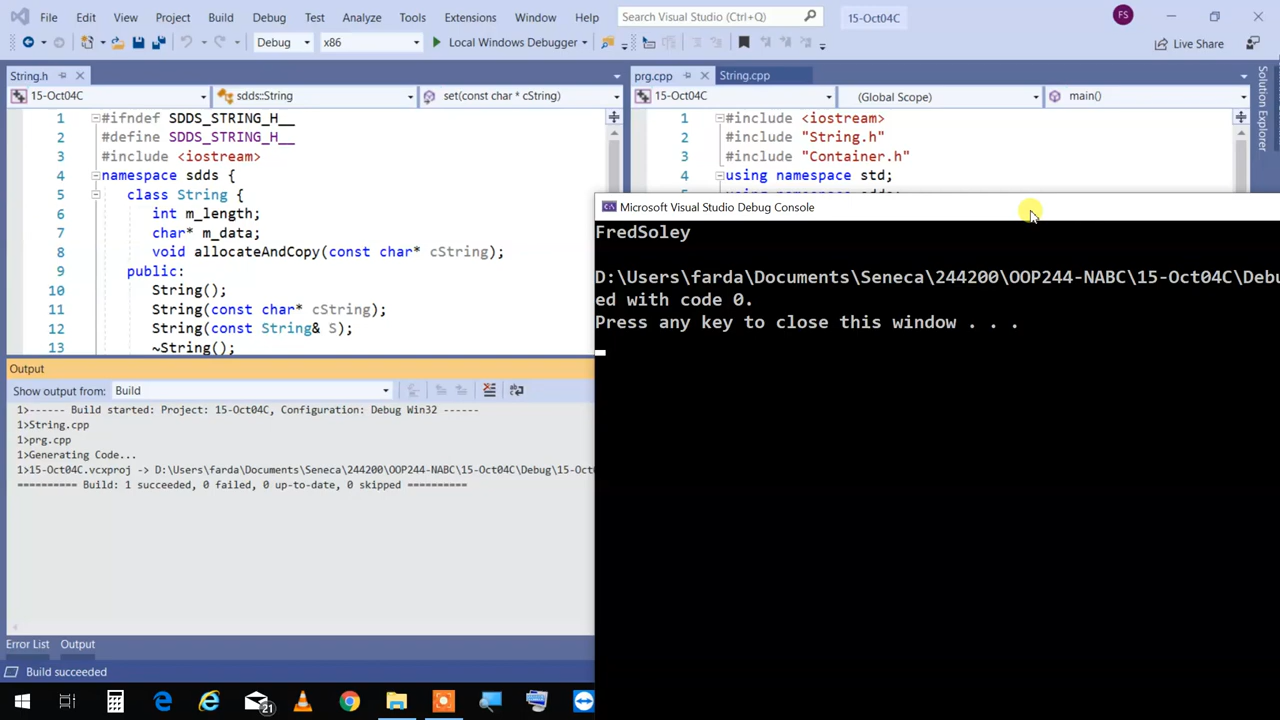 File Edit View Project Build Debug Test Analyze Tools Extensions Window Help Search Visual Studio (Ctrl+Q) 15-Oct04C FS
Debug x86 Local Windows Debugger Live Share
String.h
prg.cpp String.cpp
15-Oct04C sdds::String set(const char * cString)
15-Oct04C (Global Scope) main()
Solution Explorer
1 #ifndef SDDS_STRING_H__
2 #define SDDS_STRING_H__
3 #include <iostream>
4 namespace sdds {
5 class String {
6 int m_length;
7 char* m_data;
8 void allocateAndCopy(const char* cString);
9 public:
10 String();
11 String(const char* cString);
12 String(const String& S);
13 ~String();
1 #include <iostream>
2 #include "String.h"
3 #include "Container.h"
4 using namespace std;
Microsoft Visual Studio Debug Console
FredSoley
D:\Users\farda\Documents\Seneca\244200\OOP244-NABC\15-Oct04C\Debu
ed with code 0.
Press any key to close this window . . .
Output
Show output from: Build
1>------ Build started: Project: 15-Oct04C, Configuration: Debug Win32 ------
1>String.cpp
1>prg.cpp
1>Generating Code...
1>15-Oct04C.vcxproj -> D:\Users\farda\Documents\Seneca\244200\OOP244-NABC\15-Oct04C\Debug\15-Oct
========== Build: 1 succeeded, 0 failed, 0 up-to-date, 0 skipped ==========
Error List Output
Build succeeded
21